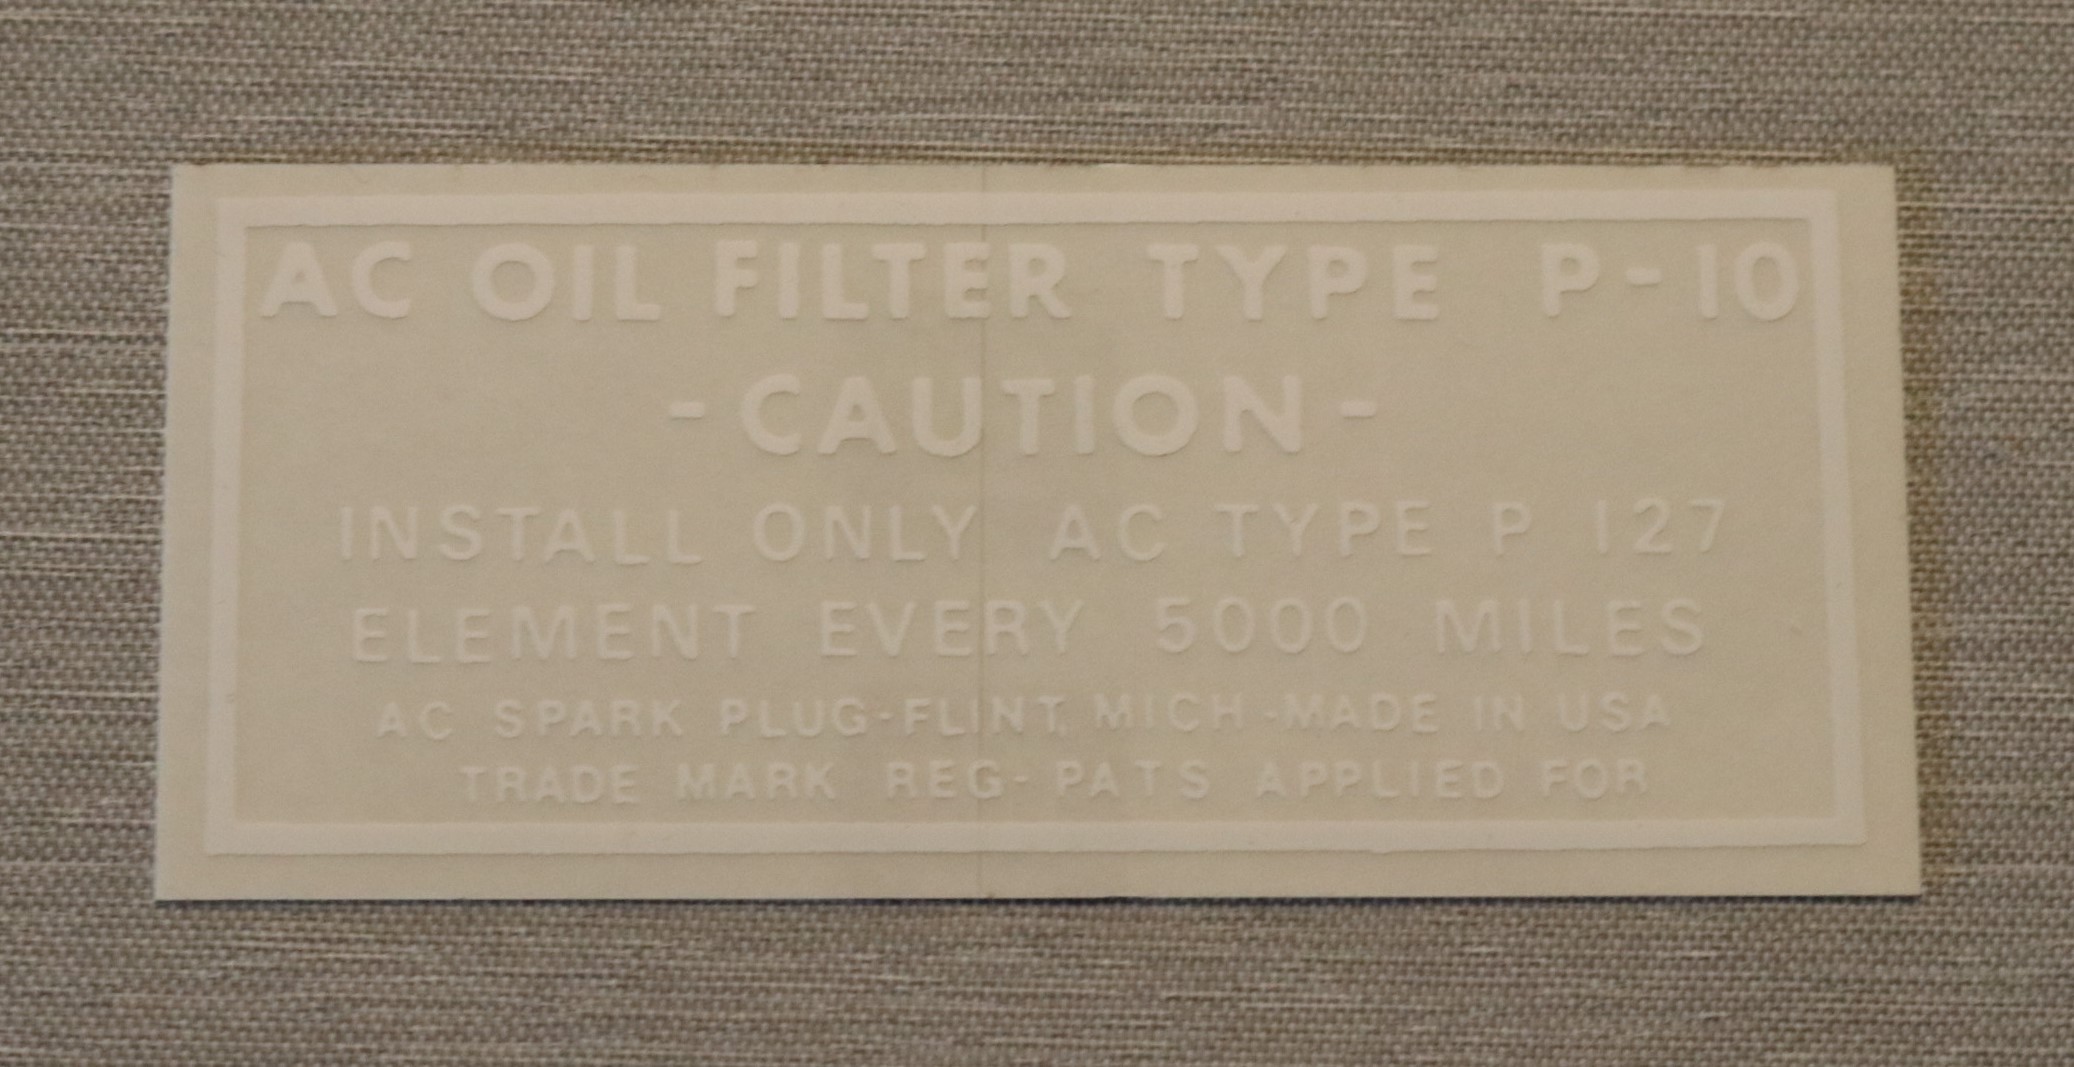 AC OIL FILTER TYPE P-10
-CAUTION-
INSTALL ONLY AC TYPE P 127
ELEMENT EVERY 5000 MILES
AC SPARK PLUG-FLINT, MICH-MADE IN USA
TRADE MARK REG-PATS APPLIED FOR